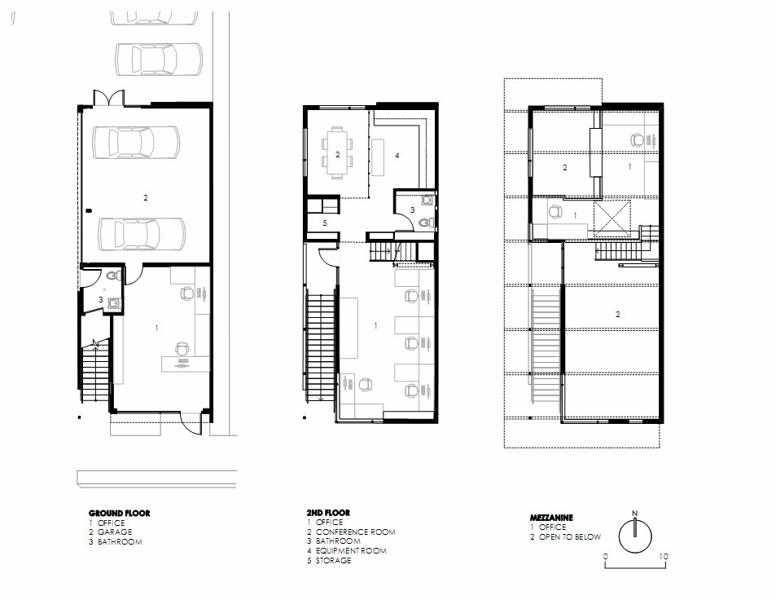 2
3
N
1
2
4
5
3
1
2
1
1
2
GROUND FLOOR
1 OFFICE
2 GARAGE
3 BATHROOM
2ND FLOOR
1 OFFICE
2 CONFERENCE ROOM
3 BATHROOM
4 EQUIPMENT ROOM
5 STORAGE
MEZZANINE
1 OFFICE
2 OPEN TO BELOW
N
0 10'